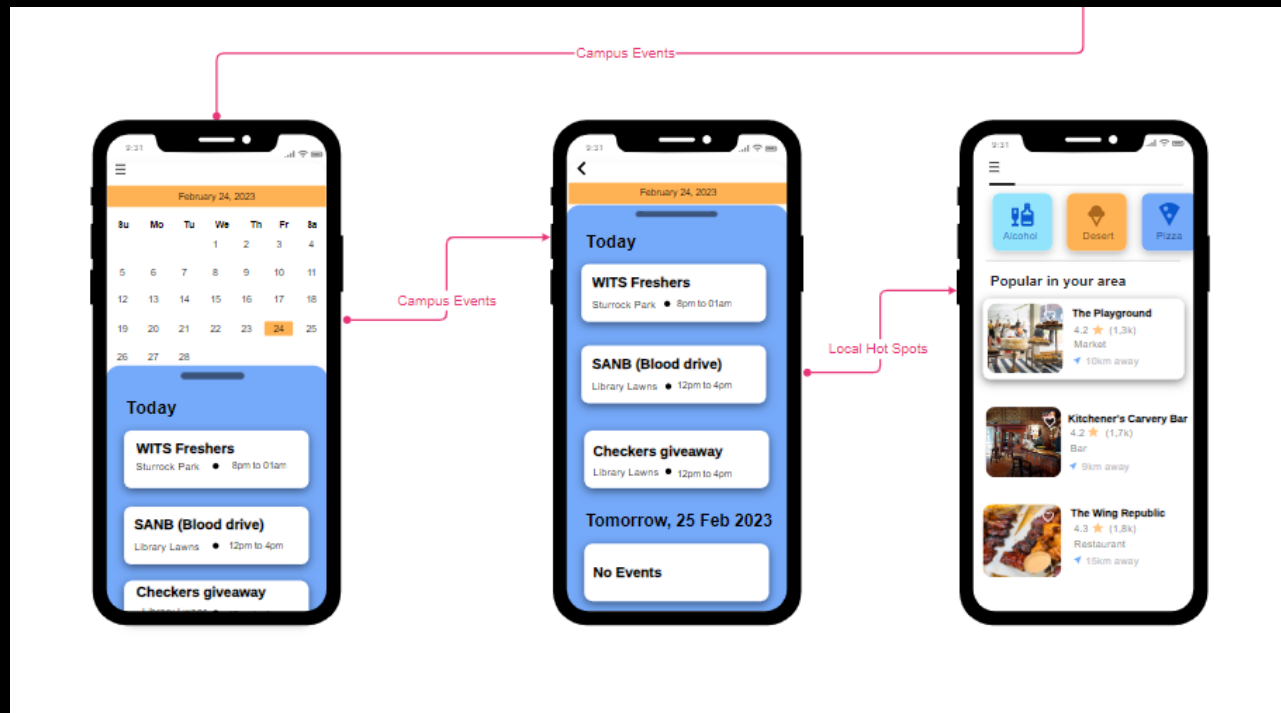 Campus Events
9:31
February 24, 2023
Su Mo Tu We Th Fr Sa
1 2 3 4
5 6 7 8 9 10 11
12 13 14 15 16 17 18
19 20 21 22 23 24 25
26 27 28
Today
WITS Freshers
Sturrock Park ● 8pm to 01am
SANB (Blood drive)
Library Lawns ● 12pm to 4pm
Checkers giveaway
Campus Events
9:31
February 24, 2023
Today
WITS Freshers
Sturrock Park ● 8pm to 01am
SANB (Blood drive)
Library Lawns ● 12pm to 4pm
Checkers giveaway
Library Lawns ● 12pm to 4pm
Tomorrow, 25 Feb 2023
No Events
Local Hot Spots
9:31
Alcohol Desert Pizza
Popular in your area
The Playground
4.2 ★ (1,3k)
Market
10km away
Kitchener's Carvery Bar
4.2 ★ (1,7k)
Bar
9km away
The Wing Republic
4.3 ★ (1,8k)
Restaurant
15km away